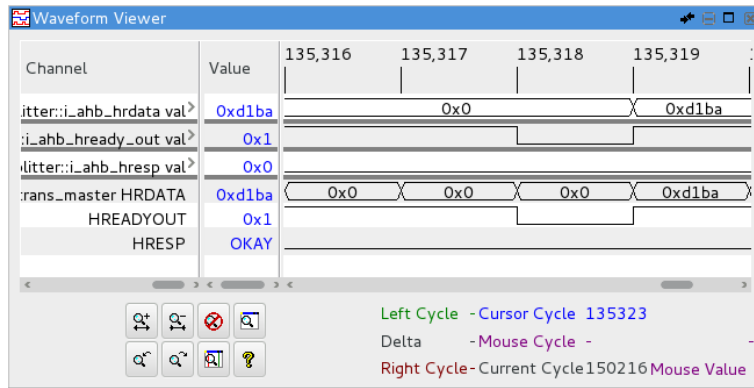 Waveform Viewer
Channel Value 135,316 135,317 135,318 135,319
itter::i_ahb_hrdata val 0xd1ba 0x0 0xd1ba
:i_ahb_hready_out val 0x1
litter::i_ahb_hresp val 0x0
trans_master HRDATA 0xd1ba 0x0 0x0 0x0 0xd1ba
HREADYOUT 0x1
HRESP OKAY
Left Cycle - Cursor Cycle 135323
Delta - Mouse Cycle - -
Right Cycle - Current Cycle 150216 Mouse Value